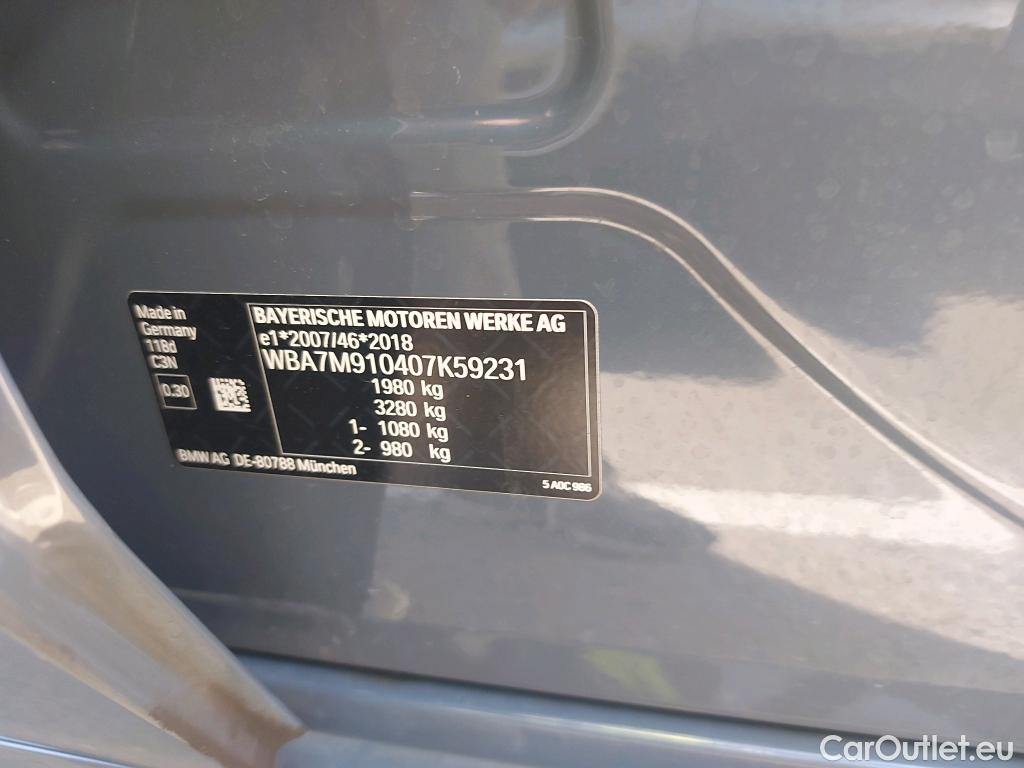 Made in
Germany
118d
C3N
0.30
BAYERISCHE MOTOREN WERKE AG
e1*2007/46*2018
WBA7M910407K59231
1980 kg
3280 kg
1- 1080 kg
2- 980 kg
BMW AG DE-80788 München
5 A0C 986
CarOutlet.eu